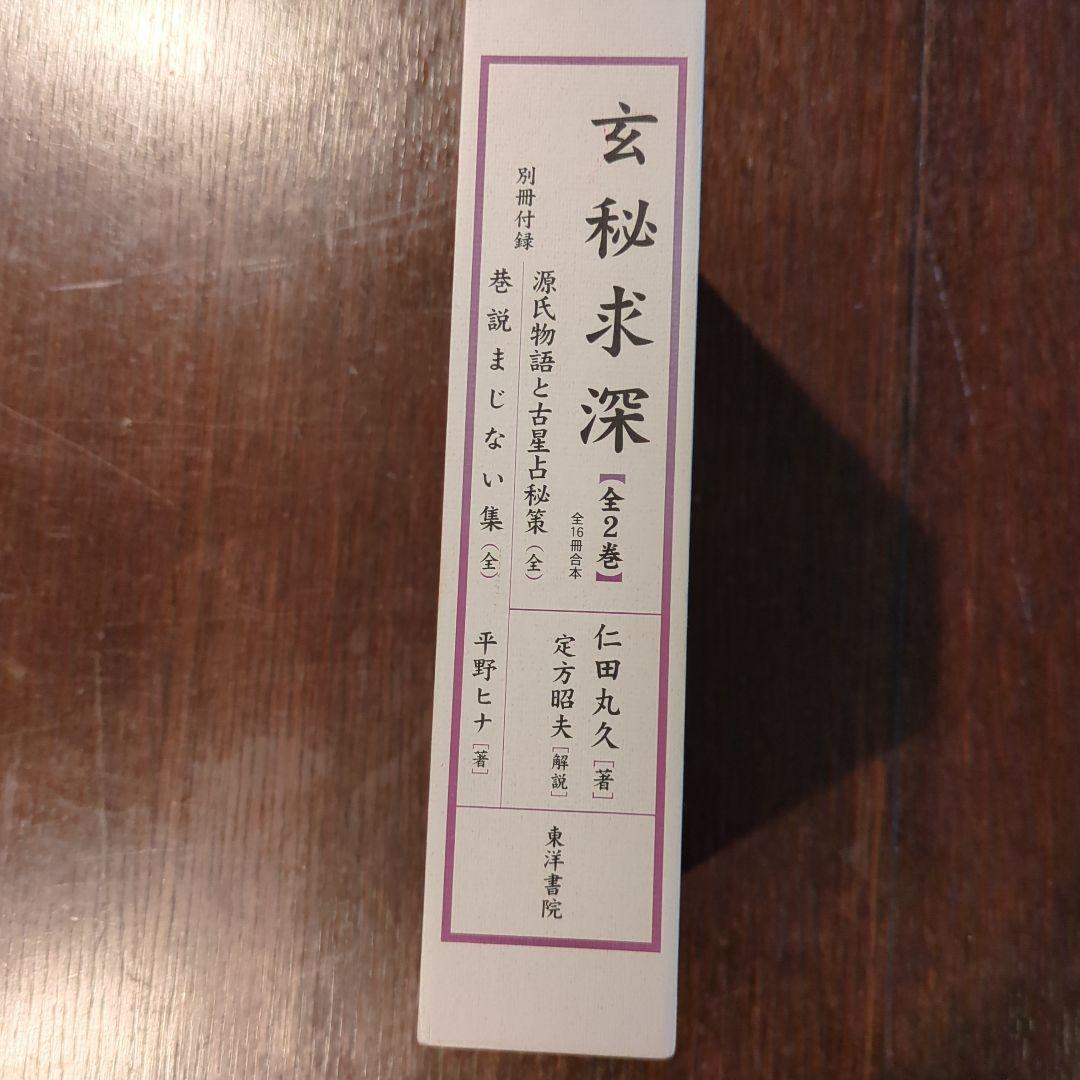 玄秘求深【全2巻】
全16冊合本
別冊付録
源氏物語と古星占秘策(全)
巷説まじない集(全)
仁田丸久[著]
定方昭夫[解説]
平野ヒナ[著]
東洋書院